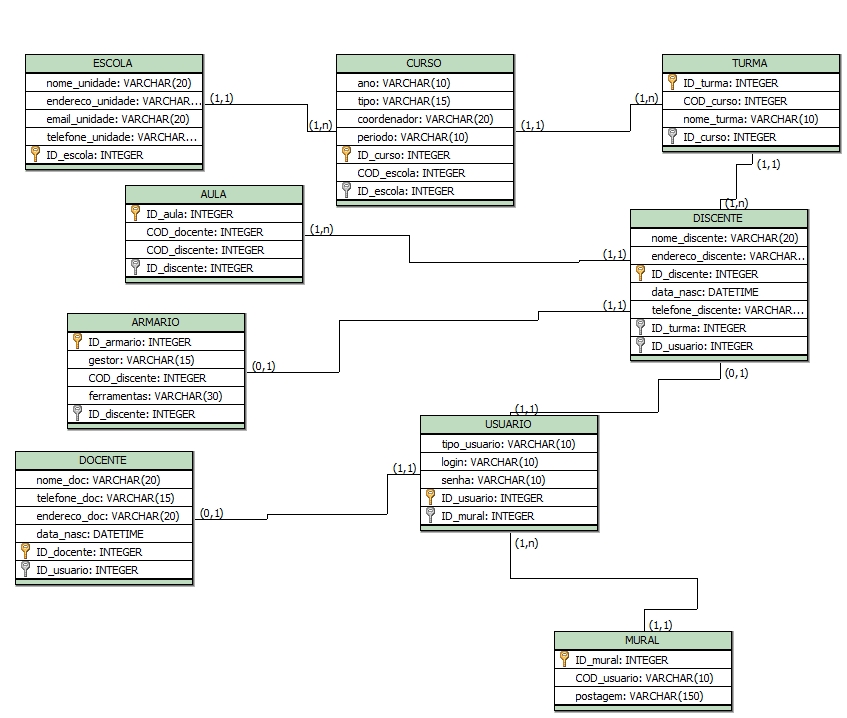 ESCOLA
nome_unidade: VARCHAR(20)
endereco_unidade: VARCHAR...
email_unidade: VARCHAR(20)
telefone_unidade: VARCHAR...
ID_escola: INTEGER
(1,1)
(1,n)
CURSO
ano: VARCHAR(10)
tipo: VARCHAR(15)
coordenador: VARCHAR(20)
periodo: VARCHAR(10)
ID_curso: INTEGER
COD_escola: INTEGER
ID_escola: INTEGER
(1,1)
(1,n)
TURMA
ID_turma: INTEGER
COD_curso: INTEGER
nome_turma: VARCHAR(10)
ID_curso: INTEGER
(1,1)
(1,n)
AULA
ID_aula: INTEGER
COD_docente: INTEGER
COD_discente: INTEGER
ID_discente: INTEGER
(1,n)
(1,1)
DISCENTE
nome_discente: VARCHAR(20)
endereco_discente: VARCHAR..
ID_discente: INTEGER
data_nasc: DATETIME
telefone_discente: VARCHAR...
ID_turma: INTEGER
ID_usuario: INTEGER
(1,1)
(0,1)
ARMARIO
ID_armario: INTEGER
gestor: VARCHAR(15)
COD_discente: INTEGER
ferramentas: VARCHAR(30)
ID_discente: INTEGER
(0,1)
(1,1)
USUARIO
tipo_usuario: VARCHAR(10)
login: VARCHAR(10)
senha: VARCHAR(10)
ID_usuario: INTEGER
ID_mural: INTEGER
(1,1)
(1,n)
DOCENTE
nome_doc: VARCHAR(20)
telefone_doc: VARCHAR(15)
endereco_doc: VARCHAR(20)
data_nasc: DATETIME
ID_docente: INTEGER
ID_usuario: INTEGER
(0,1)
(1,1)
MURAL
ID_mural: INTEGER
COD_usuario: VARCHAR(10)
postagem: VARCHAR(150)